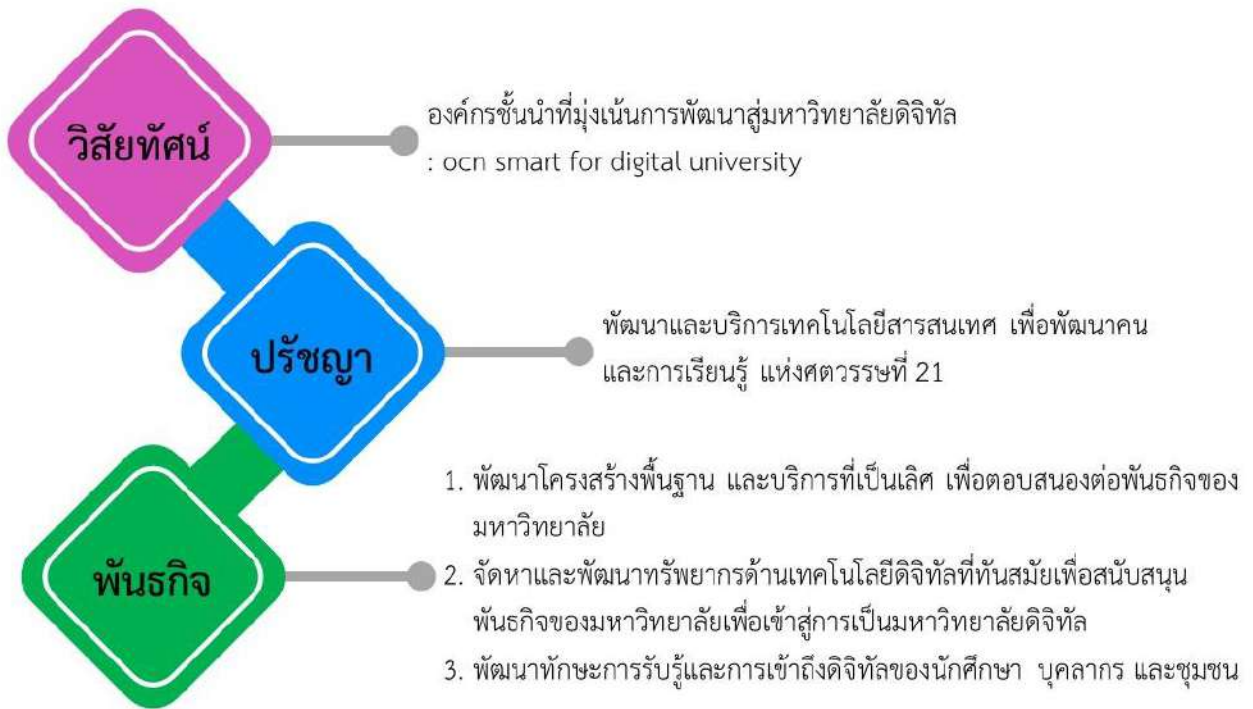 วิสัยทัศน์
องค์กรชั้นนำที่มุ่งเน้นการพัฒนาสู่มหาวิทยาลัยดิจิทัล
: ocn smart for digital university
ปรัชญา
พัฒนาและบริการเทคโนโลยีสารสนเทศ เพื่อพัฒนาคน
และการเรียนรู้ แห่งศตวรรษที่ 21
พันธกิจ
1. พัฒนาโครงสร้างพื้นฐาน และบริการที่เป็นเลิศ เพื่อตอบสนองต่อพันธกิจของ
มหาวิทยาลัย
2. จัดหาและพัฒนาทรัพยากรด้านเทคโนโลยีดิจิทัลที่ทันสมัยเพื่อสนับสนุน
พันธกิจของมหาวิทยาลัยเพื่อเข้าสู่การเป็นมหาวิทยาลัยดิจิทัล
3. พัฒนาทักษะการรับรู้และการเข้าถึงดิจิทัลของนักศึกษา บุคลากร และชุมชน